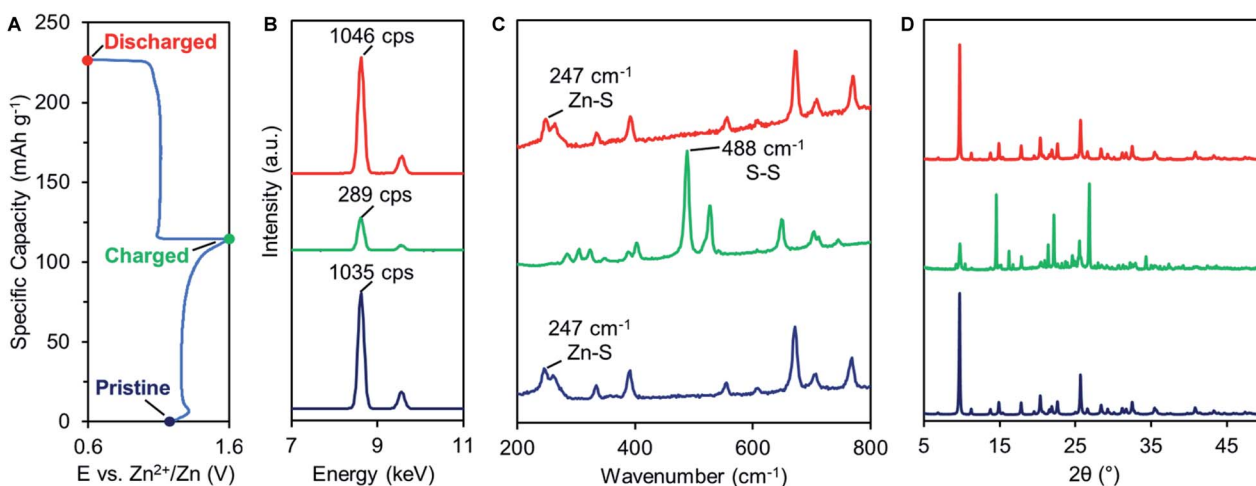 A
Specific Capacity (mAh g⁻¹)
250
200
150
100
50
0
Discharged
Charged
Pristine
0.6
1.6
E vs. Zn²⁺/Zn (V)
B
Intensity (a.u.)
1046 cps
289 cps
1035 cps
7
9
11
Energy (keV)
C
247 cm⁻¹
Zn-S
488 cm⁻¹
S-S
247 cm⁻¹
Zn-S
200
400
600
800
Wavenumber (cm⁻¹)
D
5
15
25
35
45
2θ (°)